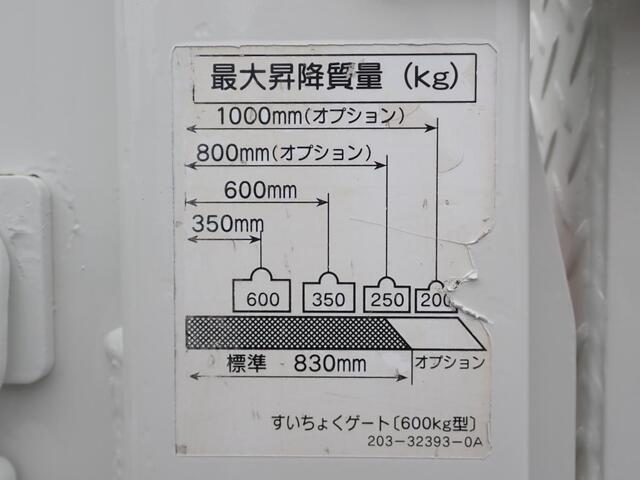 最大昇降質量 (kg)
1000mm(オプション)
800mm(オプション)
600mm
350mm
600 350 250 200
標準 830mm オプション
すいちょくゲート〔600kg型〕
203-32393-0A